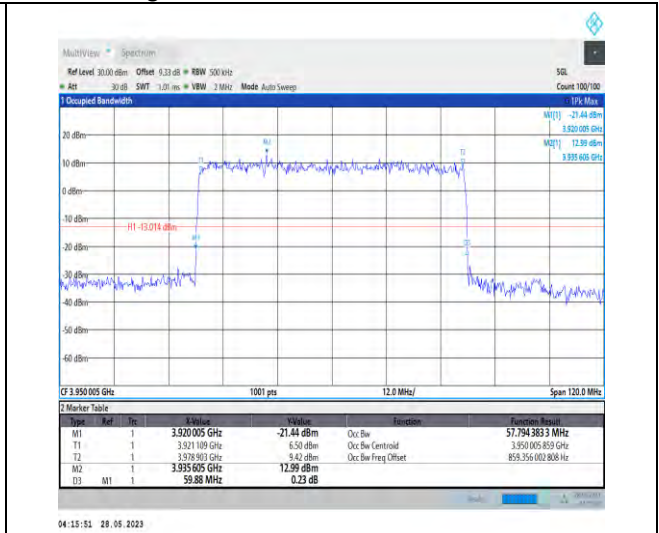 MultiView Spectrum
Ref Level 30.00 dBm Offset 9.33 dB RBW 500 kHz SGL
Att 30 dB SWT 1.01 ms VBW 2 MHz Mode Auto Sweep Count 100/100
1 Occupied Bandwidth 1Pk Max
M1[1] -21.44 dBm
3.920 005 GHz
M2[1] 12.99 dBm
3.935 605 GHz
20 dBm
M2
T2
T1
10 dBm
0 dBm
-10 dBm
H1 -13.014 dBm
M1
-20 dBm
D3
-30 dBm
-40 dBm
-50 dBm
-60 dBm
CF 3.950 005 GHz 1001 pts 12.0 MHz/ Span 120.0 MHz
2 Marker Table
Type Ref Trc X-Value Y-Value Function Function Result
M1 1 3.920 005 GHz -21.44 dBm Occ Bw 57.794 383 3 MHz
T1 1 3.921 109 GHz 6.50 dBm Occ Bw Centroid 3.950 005 859 GHz
T2 1 3.978 903 GHz 9.42 dBm Occ Bw Freq Offset 859.356 002 808 Hz
M2 1 3.935 605 GHz 12.99 dBm
D3 M1 1 59.88 MHz 0.23 dB
04:15:51 28.05.2023